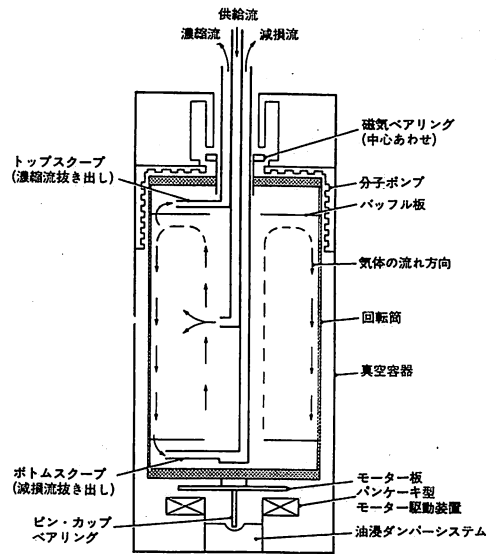 供給流
濃縮流
減損流
磁気ベアリング
(中心あわせ)
トップスクープ
(濃縮流抜き出し)
分子ポンプ
バッフル板
気体の流れ方向
回転筒
真空容器
ボトムスクープ
(減損流抜き出し)
モーター板
パンケーキ型
モーター駆動装置
ピン・カップ
ベアリング
油浸ダンパーシステム